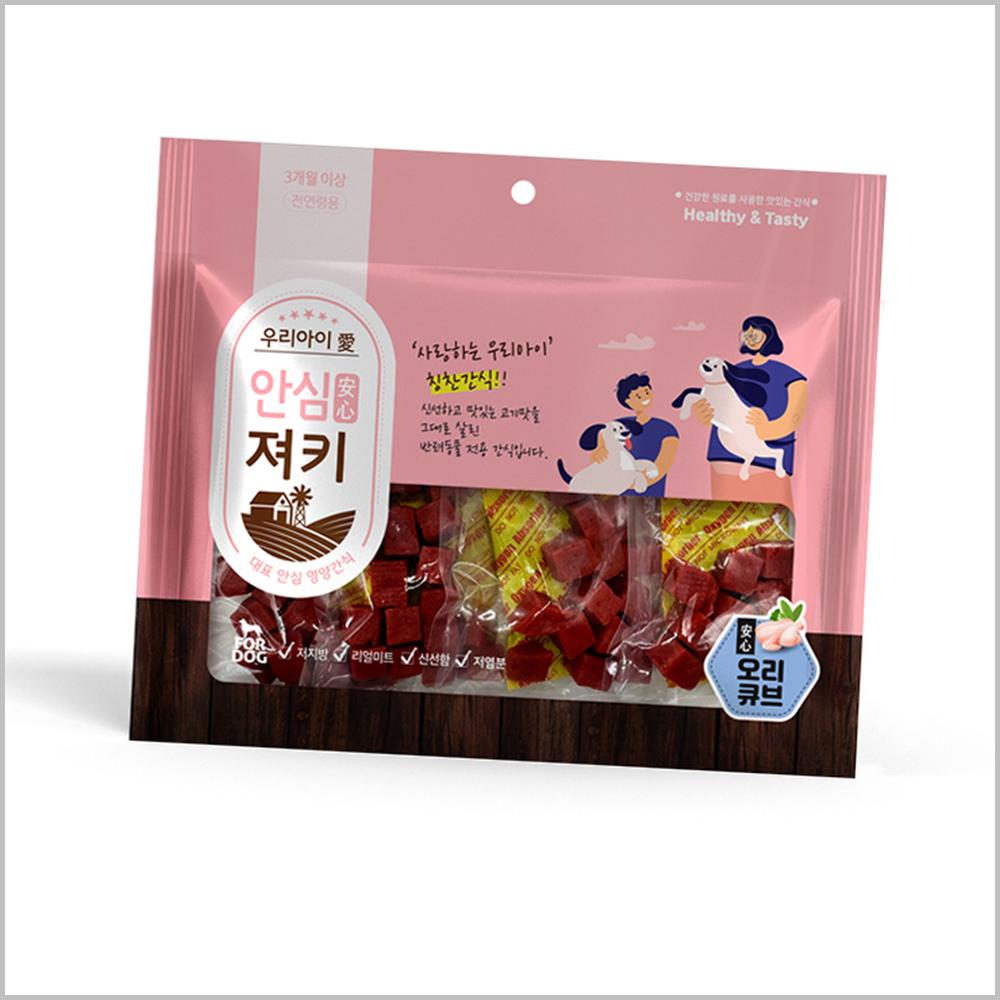 3개월 이상
전연령용
건강한 원료를 사용한 맛있는 간식
Healthy & Tasty
우리아이 愛
안심 安心
져키
대표 안심 영양간식
'사랑하는 우리아이'
칭찬간식!!
신선하고 맛있는 고기맛을
그대로 살린
반려동물 전용 간식입니다.
FOR
DOG
저지방 리얼미트 신선함 저염분
安心
오리
큐브